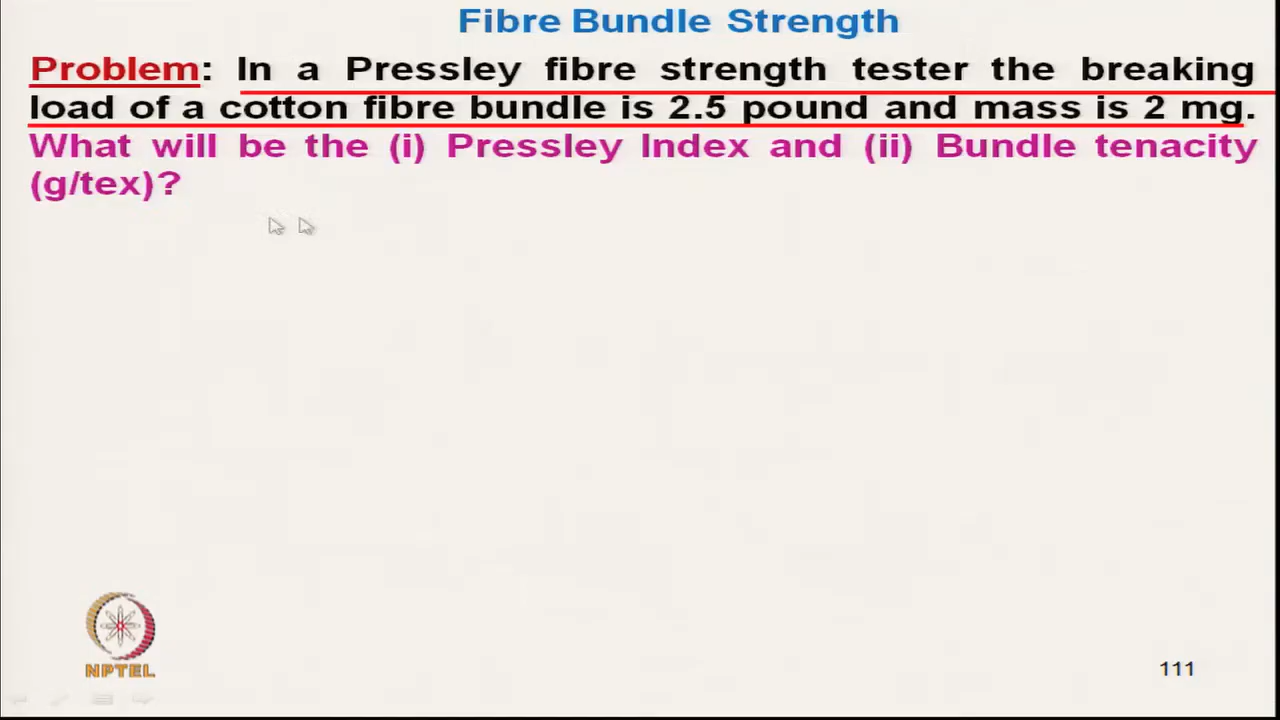 Fibre Bundle Strength
Problem: In a Pressley fibre strength tester the breaking
load of a cotton fibre bundle is 2.5 pound and mass is 2 mg.
What will be the (i) Pressley Index and (ii) Bundle tenacity
(g/tex)?
NPTEL
111